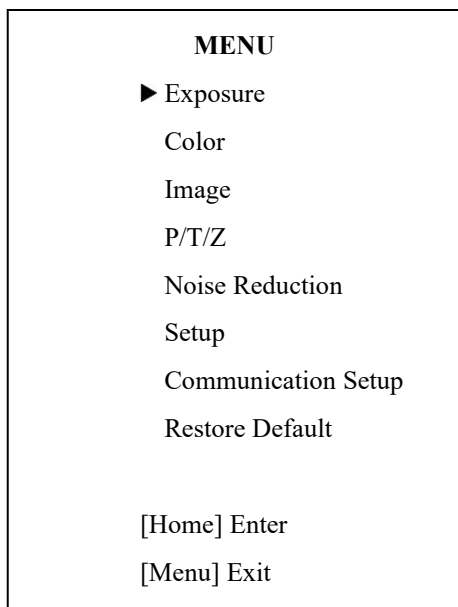 MENU
▶ Exposure
Color
Image
P/T/Z
Noise Reduction
Setup
Communication Setup
Restore Default
[Home] Enter
[Menu] Exit